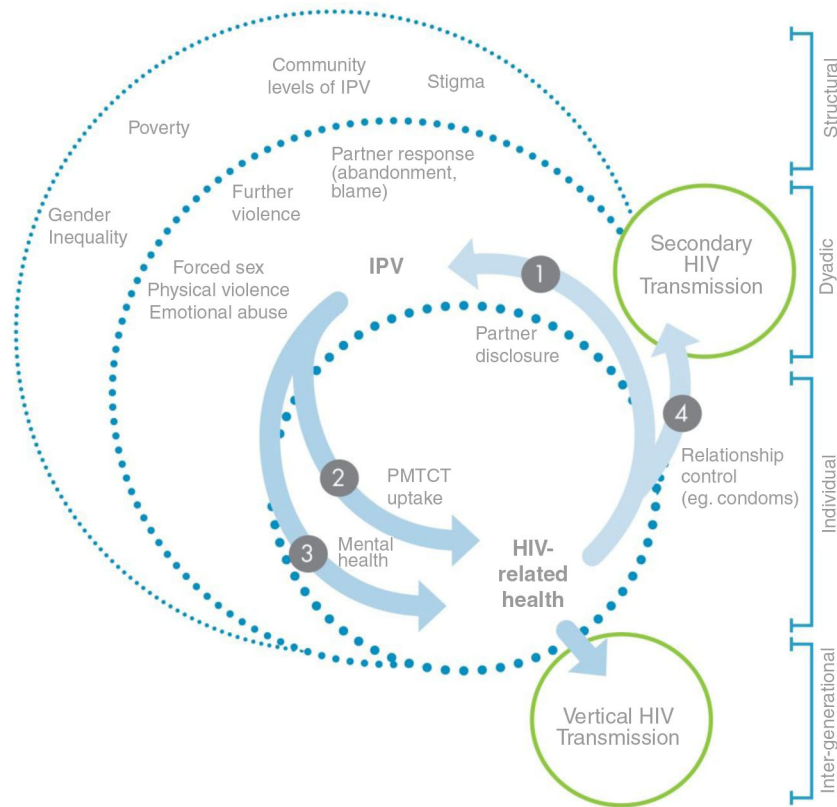 Community
levels of IPV
Stigma
Poverty
Structural
Partner response
(abandonment,
blame)
Further
violence
Gender
Inequality
Secondary
HIV
Transmission
Dyadic
IPV
1
Forced sex
Physical violence
Emotional abuse
Partner
disclosure
4
Relationship
control
(eg. condoms)
Individual
2
PMTCT
uptake
3
Mental
health
HIV-
related
health
Vertical HIV
Transmission
Inter-generational